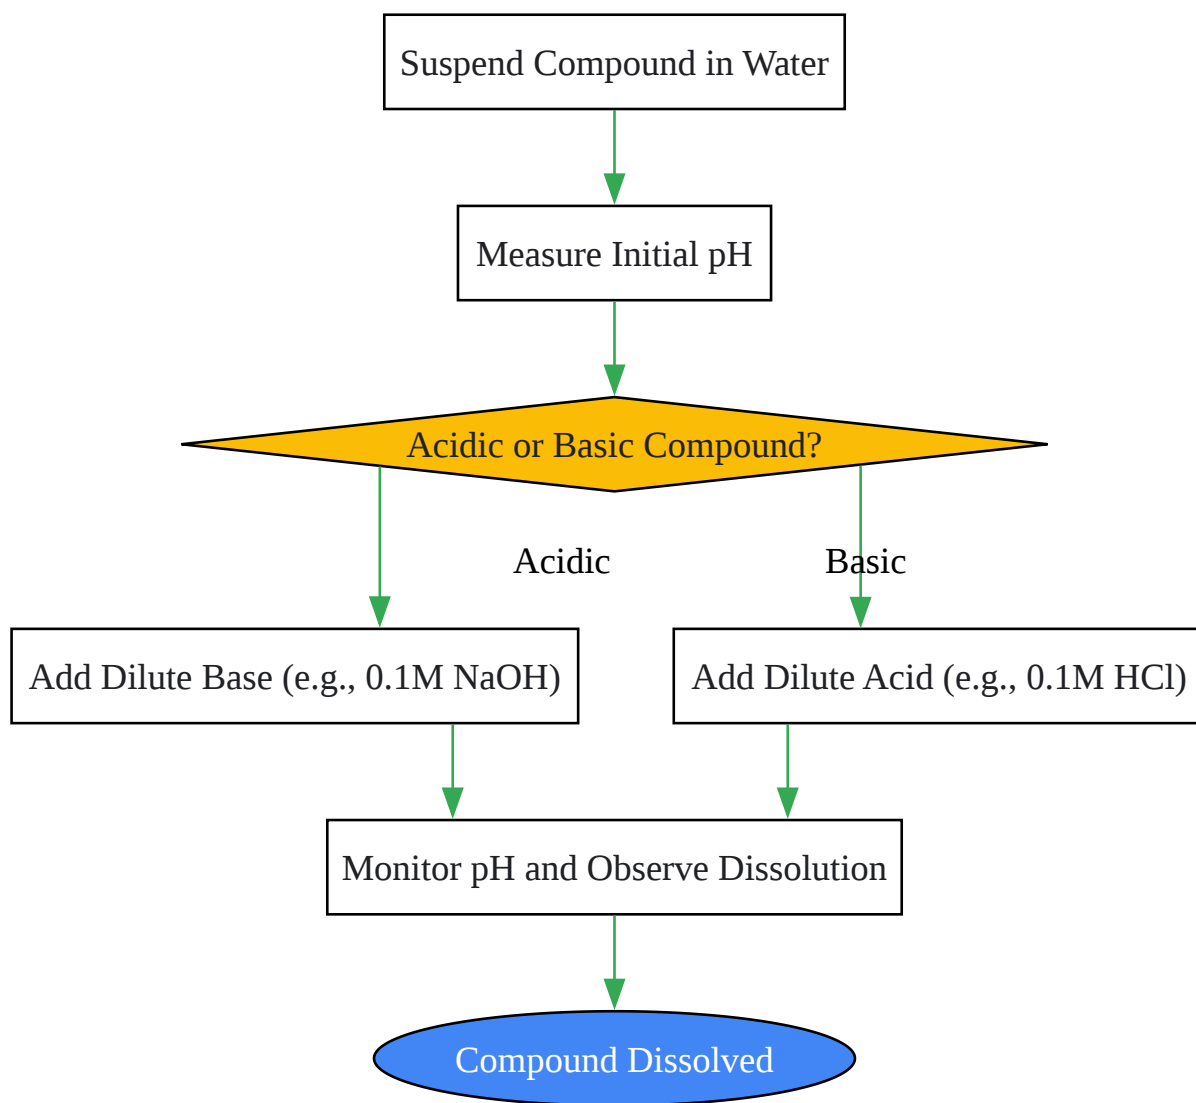 Suspend Compound in Water
Measure Initial pH
Acidic or Basic Compound?
Acidic
Basic
Add Dilute Base (e.g., 0.1M NaOH)
Add Dilute Acid (e.g., 0.1M HCl)
Monitor pH and Observe Dissolution
Compound Dissolved